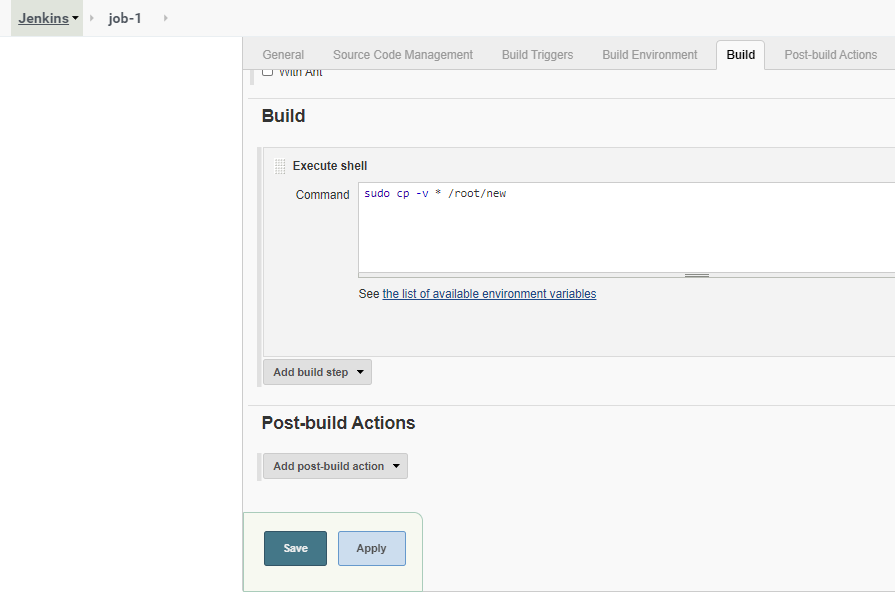 Jenkins job-1
General Source Code Management Build Triggers Build Environment Build Post-build Actions
With Ant
Build
Execute shell
Command sudo cp -v * /root/new
See the list of available environment variables
Add build step
Post-build Actions
Add post-build action
Save Apply